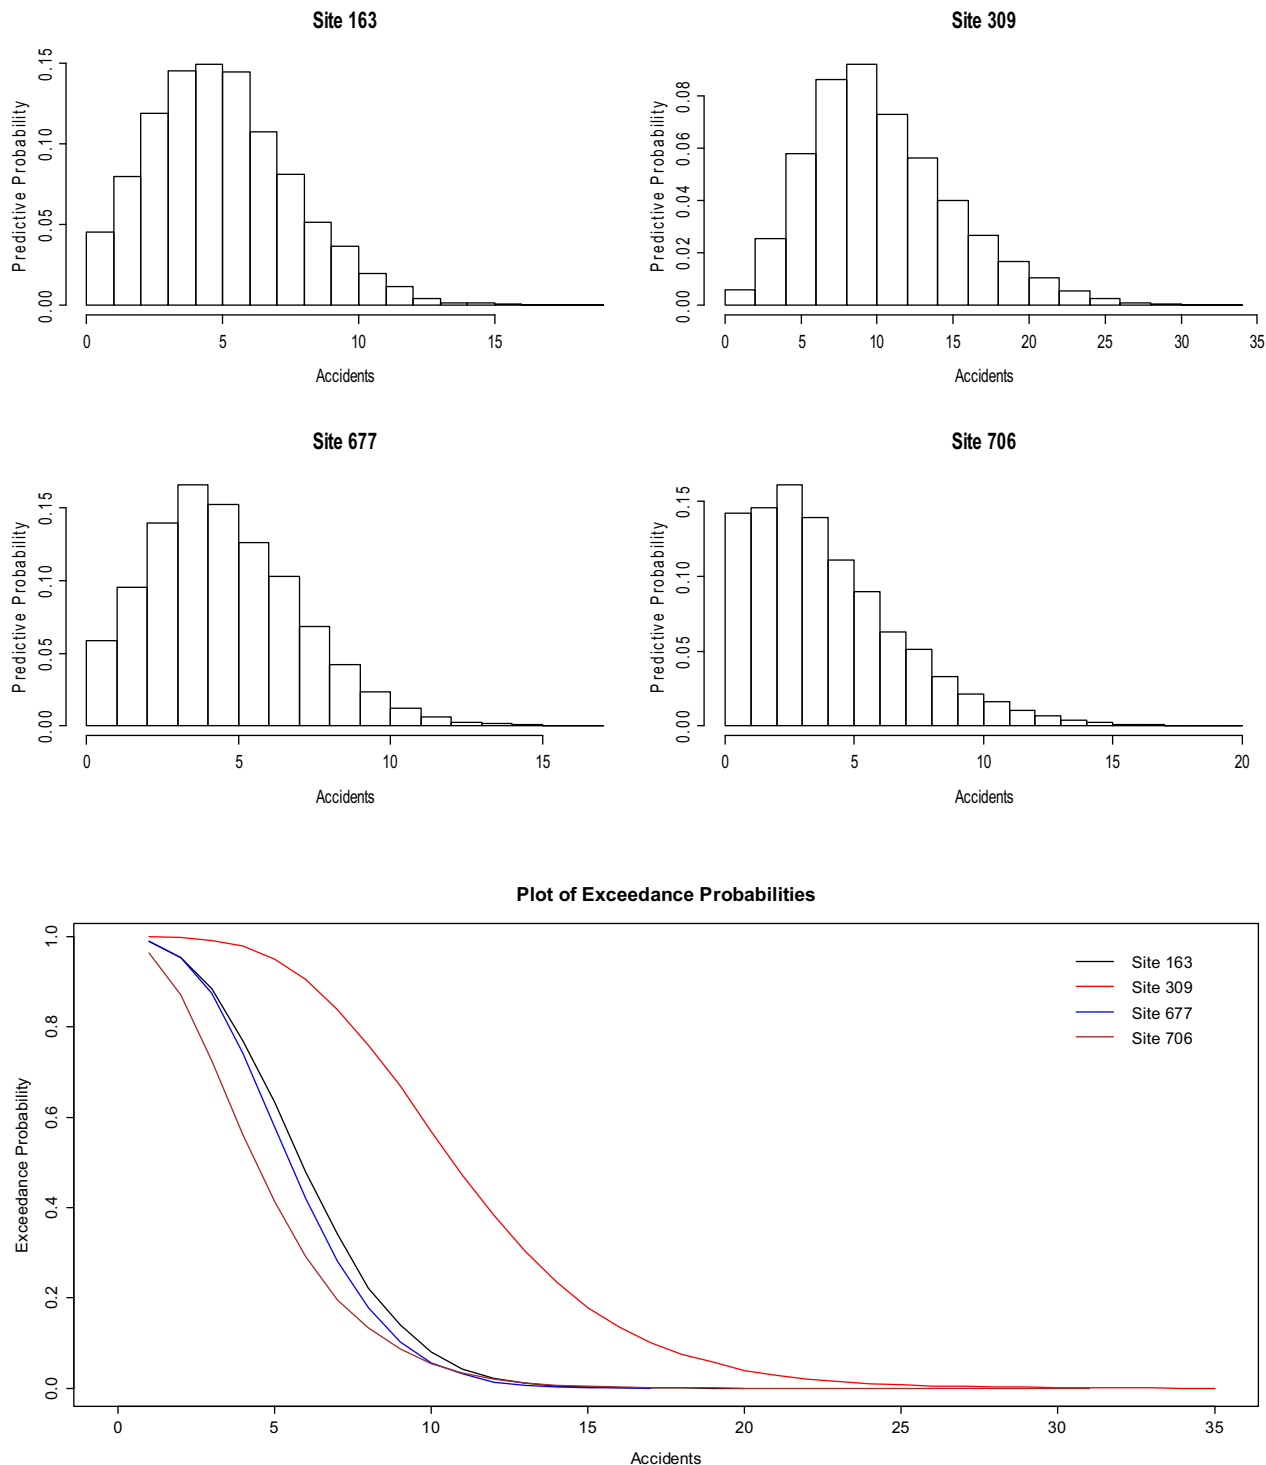 Site 163
Predictive Probability
0.00 0.05 0.10 0.15
0 5 10 15
Accidents
Site 309
Predictive Probability
0.00 0.02 0.04 0.06 0.08
0 5 10 15 20 25 30 35
Accidents
Site 677
Predictive Probability
0.00 0.05 0.10 0.15
0 5 10 15
Accidents
Site 706
Predictive Probability
0.00 0.05 0.10 0.15
0 5 10 15 20
Accidents
Plot of Exceedance Probabilities
Exceedance Probability
0.0 0.2 0.4 0.6 0.8 1.0
Site 163
Site 309
Site 677
Site 706
0 5 10 15 20 25 30 35
Accidents